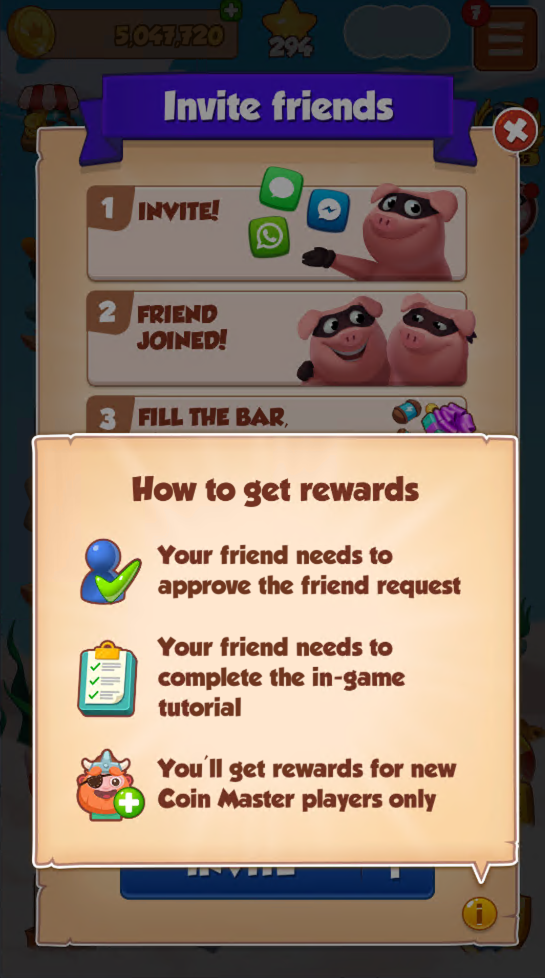 5,047,720
294
7
Invite friends
1 INVITE!
2 FRIEND
JOINED!
3 FILL THE BAR,
How to get rewards
Your friend needs to
approve the friend request
Your friend needs to
complete the in-game
tutorial
You'll get rewards for new
Coin Master players only
i